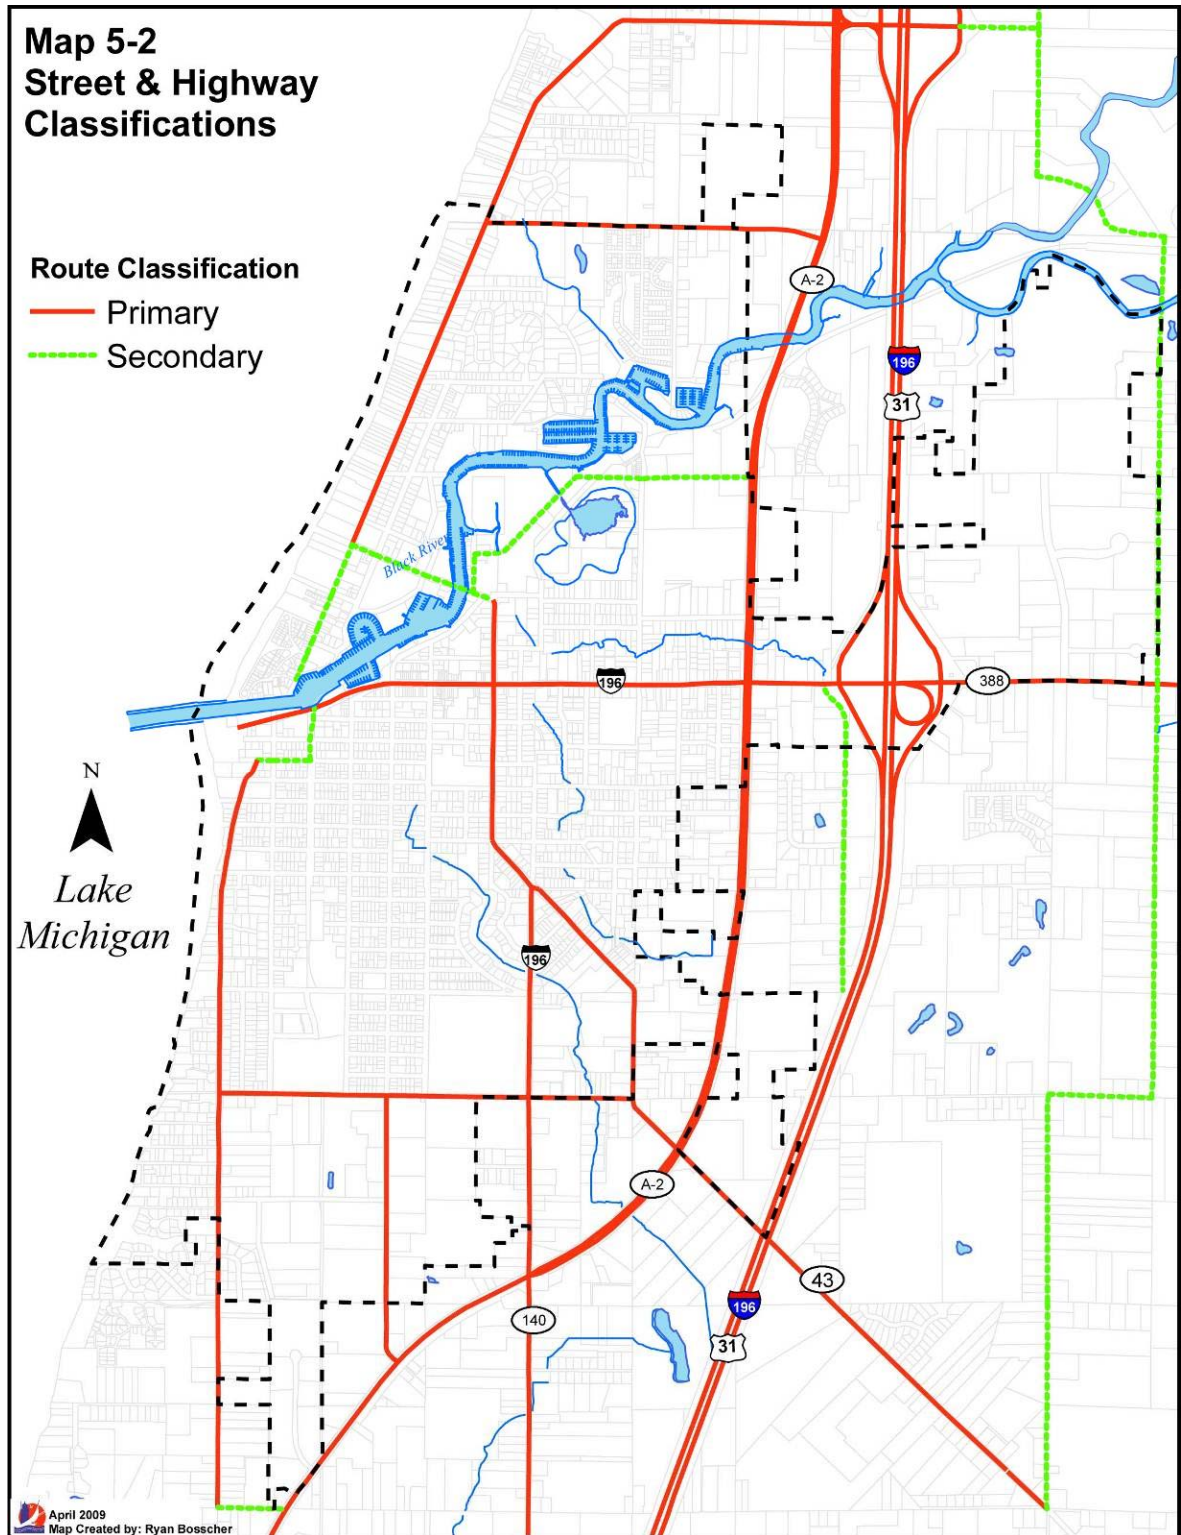 Map 5-2
Street & Highway
Classifications
Route Classification
Primary
Secondary
A-2
196
31
Black River
196
388
N
Lake
Michigan
196
A-2
43
196
140
31
April 2009
Map Created by: Ryan Bosscher